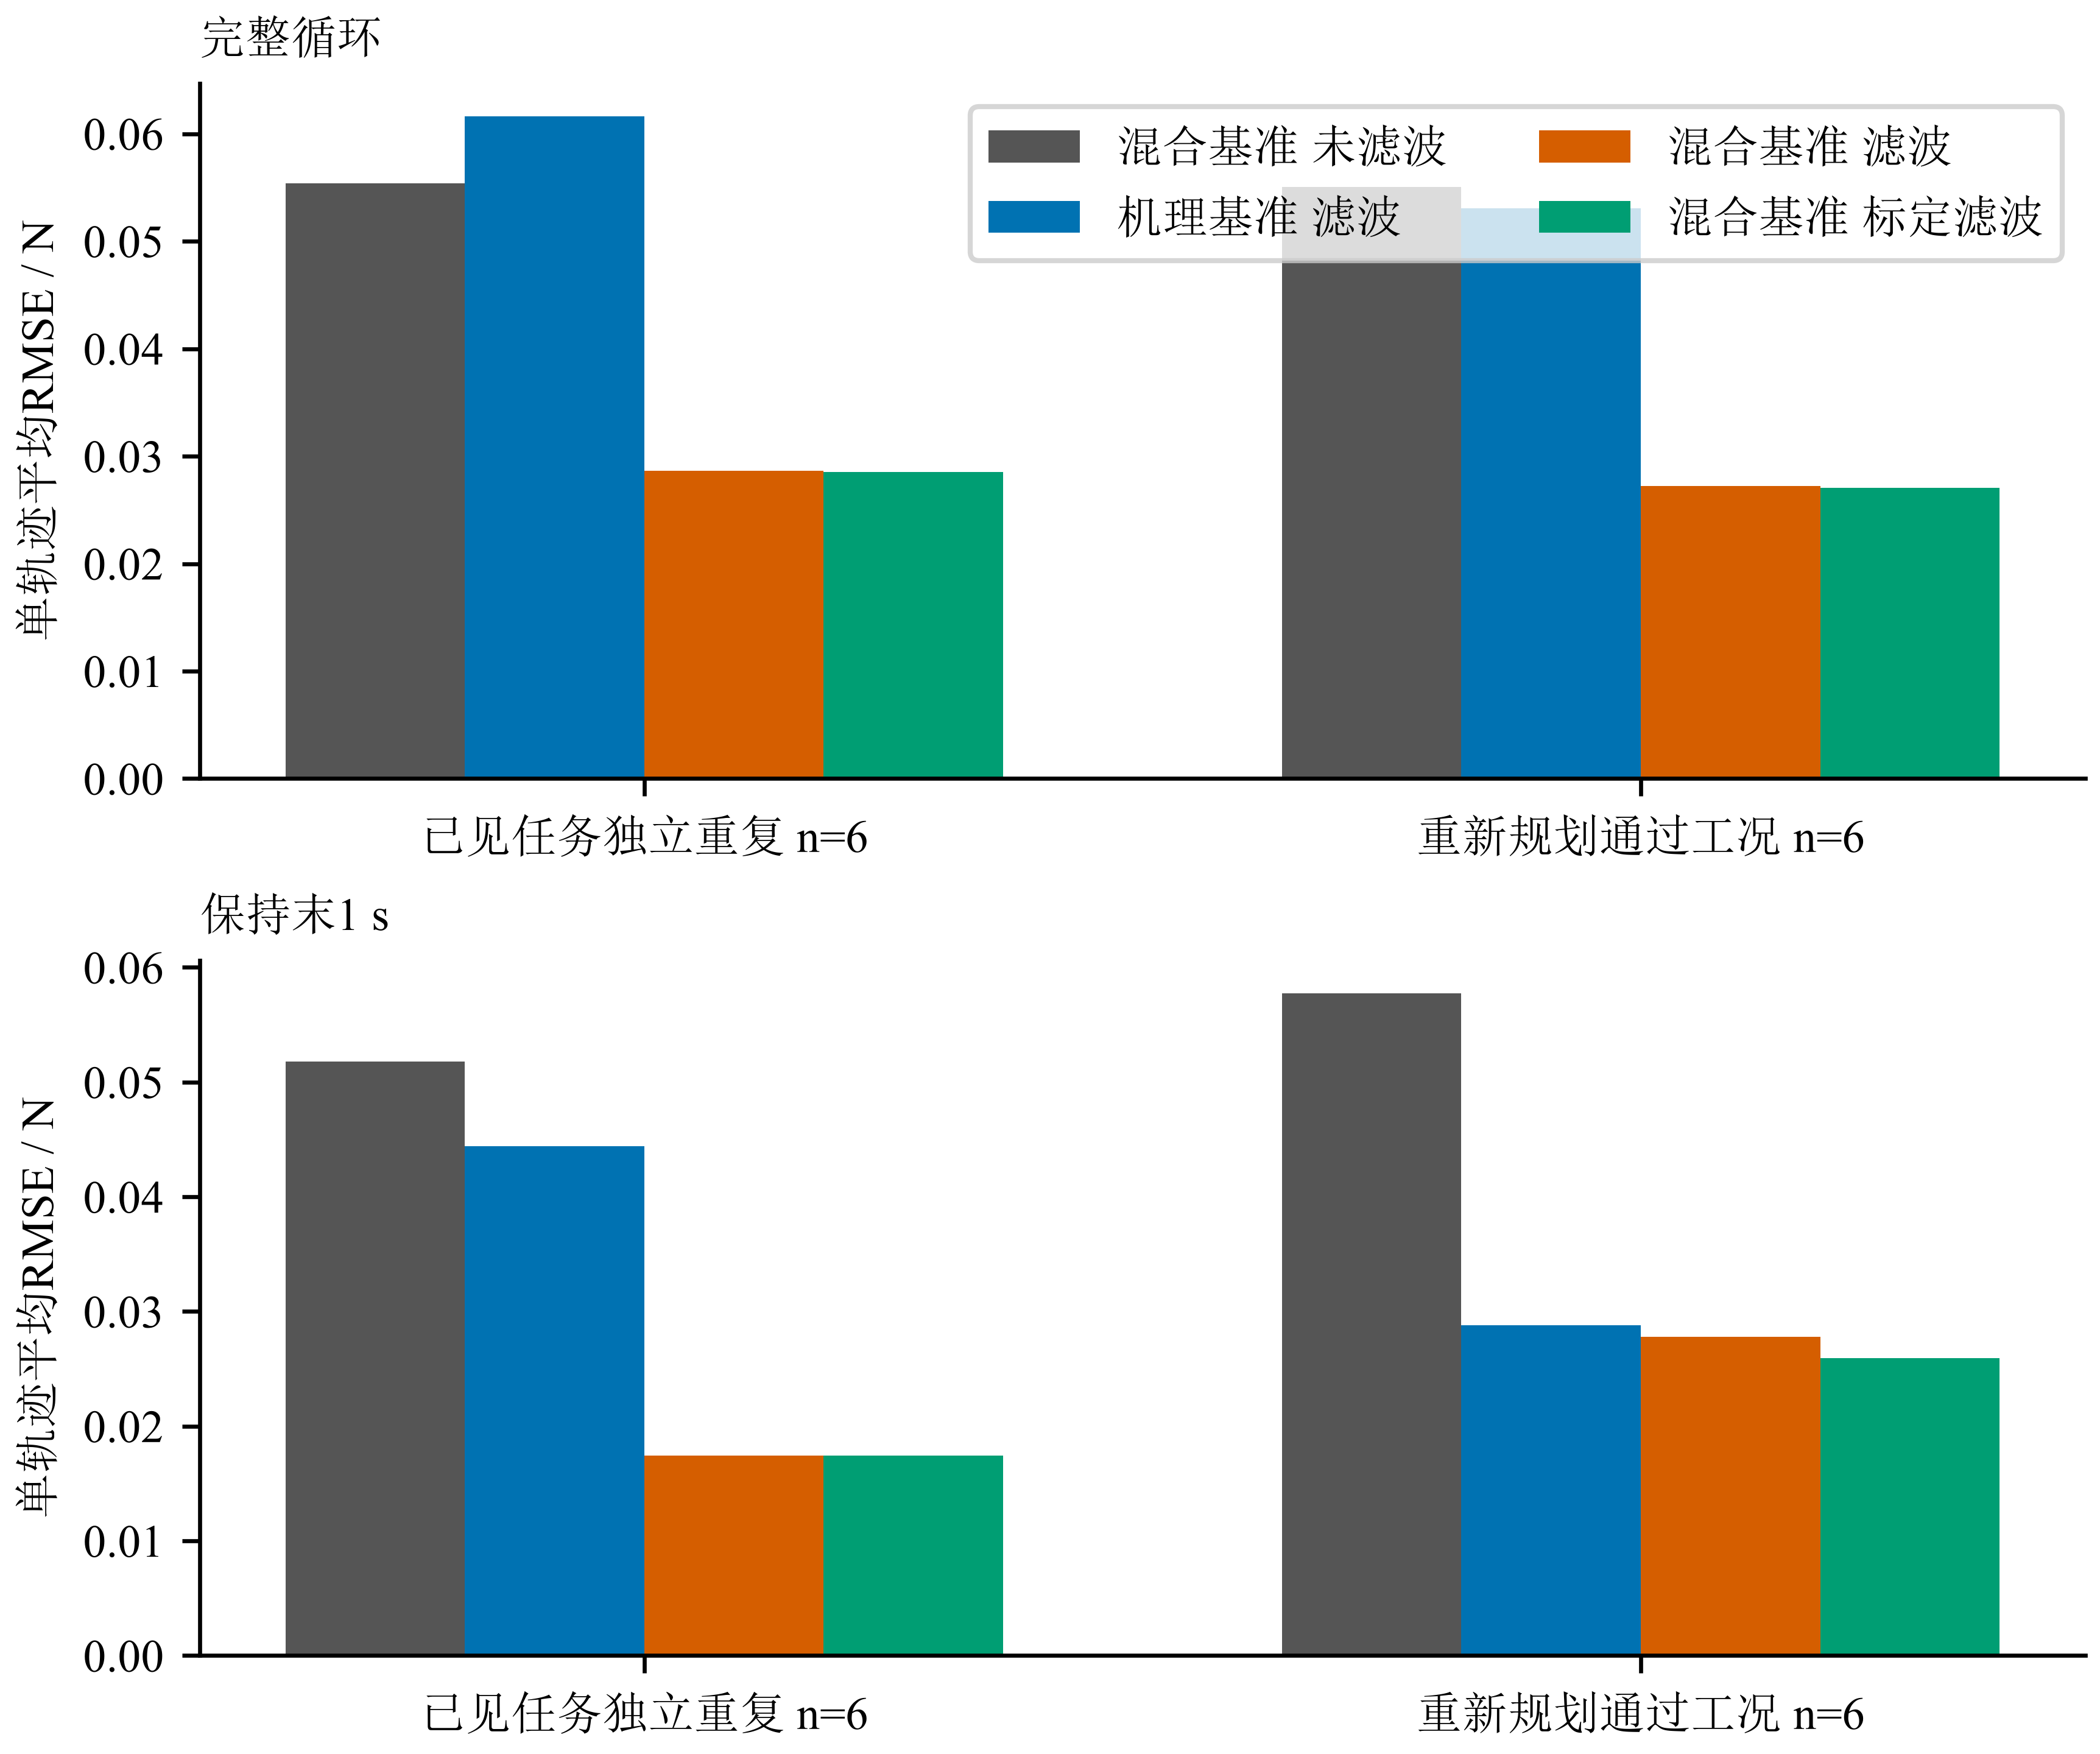 完整循环
单轨迹平均RMSE / N
0.06
0.05
0.04
0.03
0.02
0.01
0.00
混合基准 未滤波
混合基准 滤波
机理基准 滤波
混合基准 标定滤波
已见任务独立重复 n=6
重新规划通过工况 n=6
保持末1 s
单轨迹平均RMSE / N
0.06
0.05
0.04
0.03
0.02
0.01
0.00
已见任务独立重复 n=6
重新规划通过工况 n=6